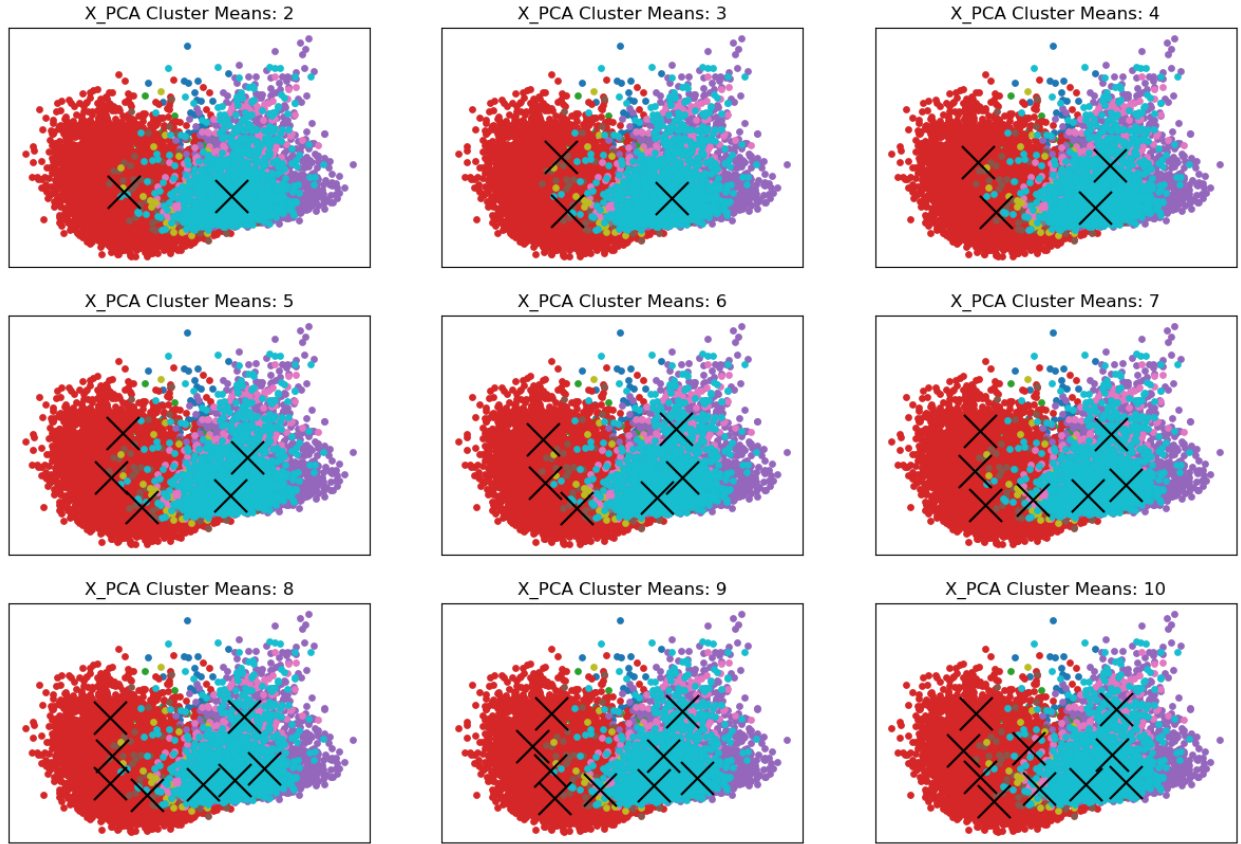 X_PCA Cluster Means: 2
X_PCA Cluster Means: 3
X_PCA Cluster Means: 4
X_PCA Cluster Means: 5
X_PCA Cluster Means: 6
X_PCA Cluster Means: 7
X_PCA Cluster Means: 8
X_PCA Cluster Means: 9
X_PCA Cluster Means: 10